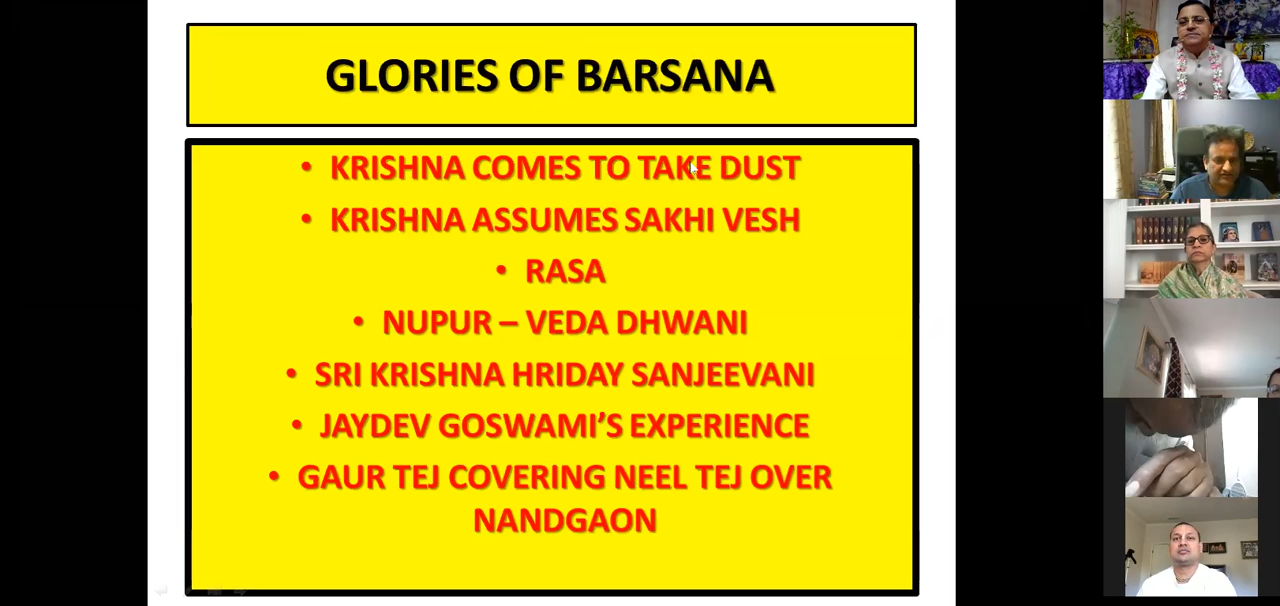 GLORIES OF BARSANA
• KRISHNA COMES TO TAKE DUST
• KRISHNA ASSUMES SAKHI VESH
• RASA
• NUPUR – VEDA DHWANI
• SRI KRISHNA HRIDAY SANJEEVANI
• JAYDEV GOSWAMI’S EXPERIENCE
• GAUR TEJ COVERING NEEL TEJ OVER
NANDGAON